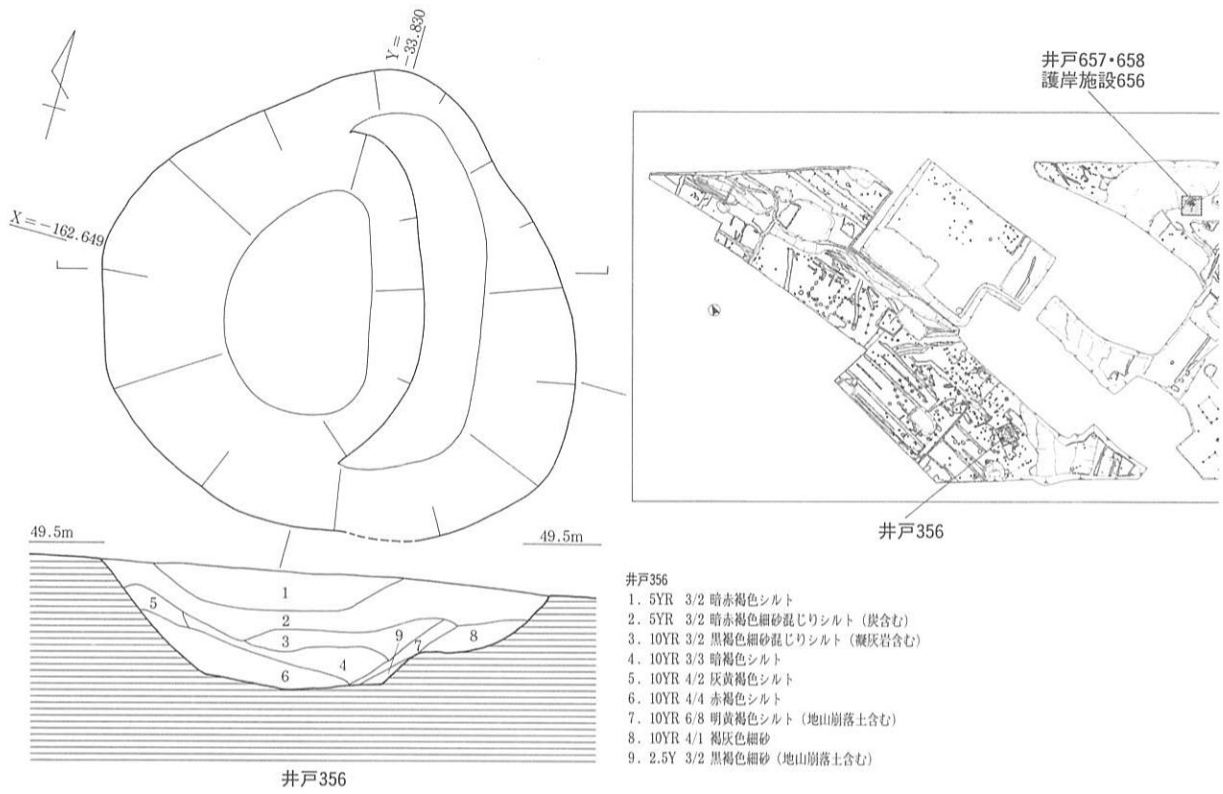 Y=
-33.830
X=-162.649
井戸657・658
護岸施設656
井戸356
49.5m
49.5m
1
2
3
4
5
6
7
8
9
井戸356
井戸356
1. 5YR 3/2 暗赤褐色シルト
2. 5YR 3/2 暗赤褐色細砂混じりシルト（炭含む）
3. 10YR 3/2 黒褐色細砂混じりシルト（凝灰岩含む）
4. 10YR 3/3 暗褐色シルト
5. 10YR 4/2 灰黄褐色シルト
6. 10YR 4/4 赤褐色シルト
7. 10YR 6/8 明黄褐色シルト（地山崩落土含む）
8. 10YR 4/1 褐灰色細砂
9. 2.5Y 3/2 黒褐色細砂（地山崩落土含む）